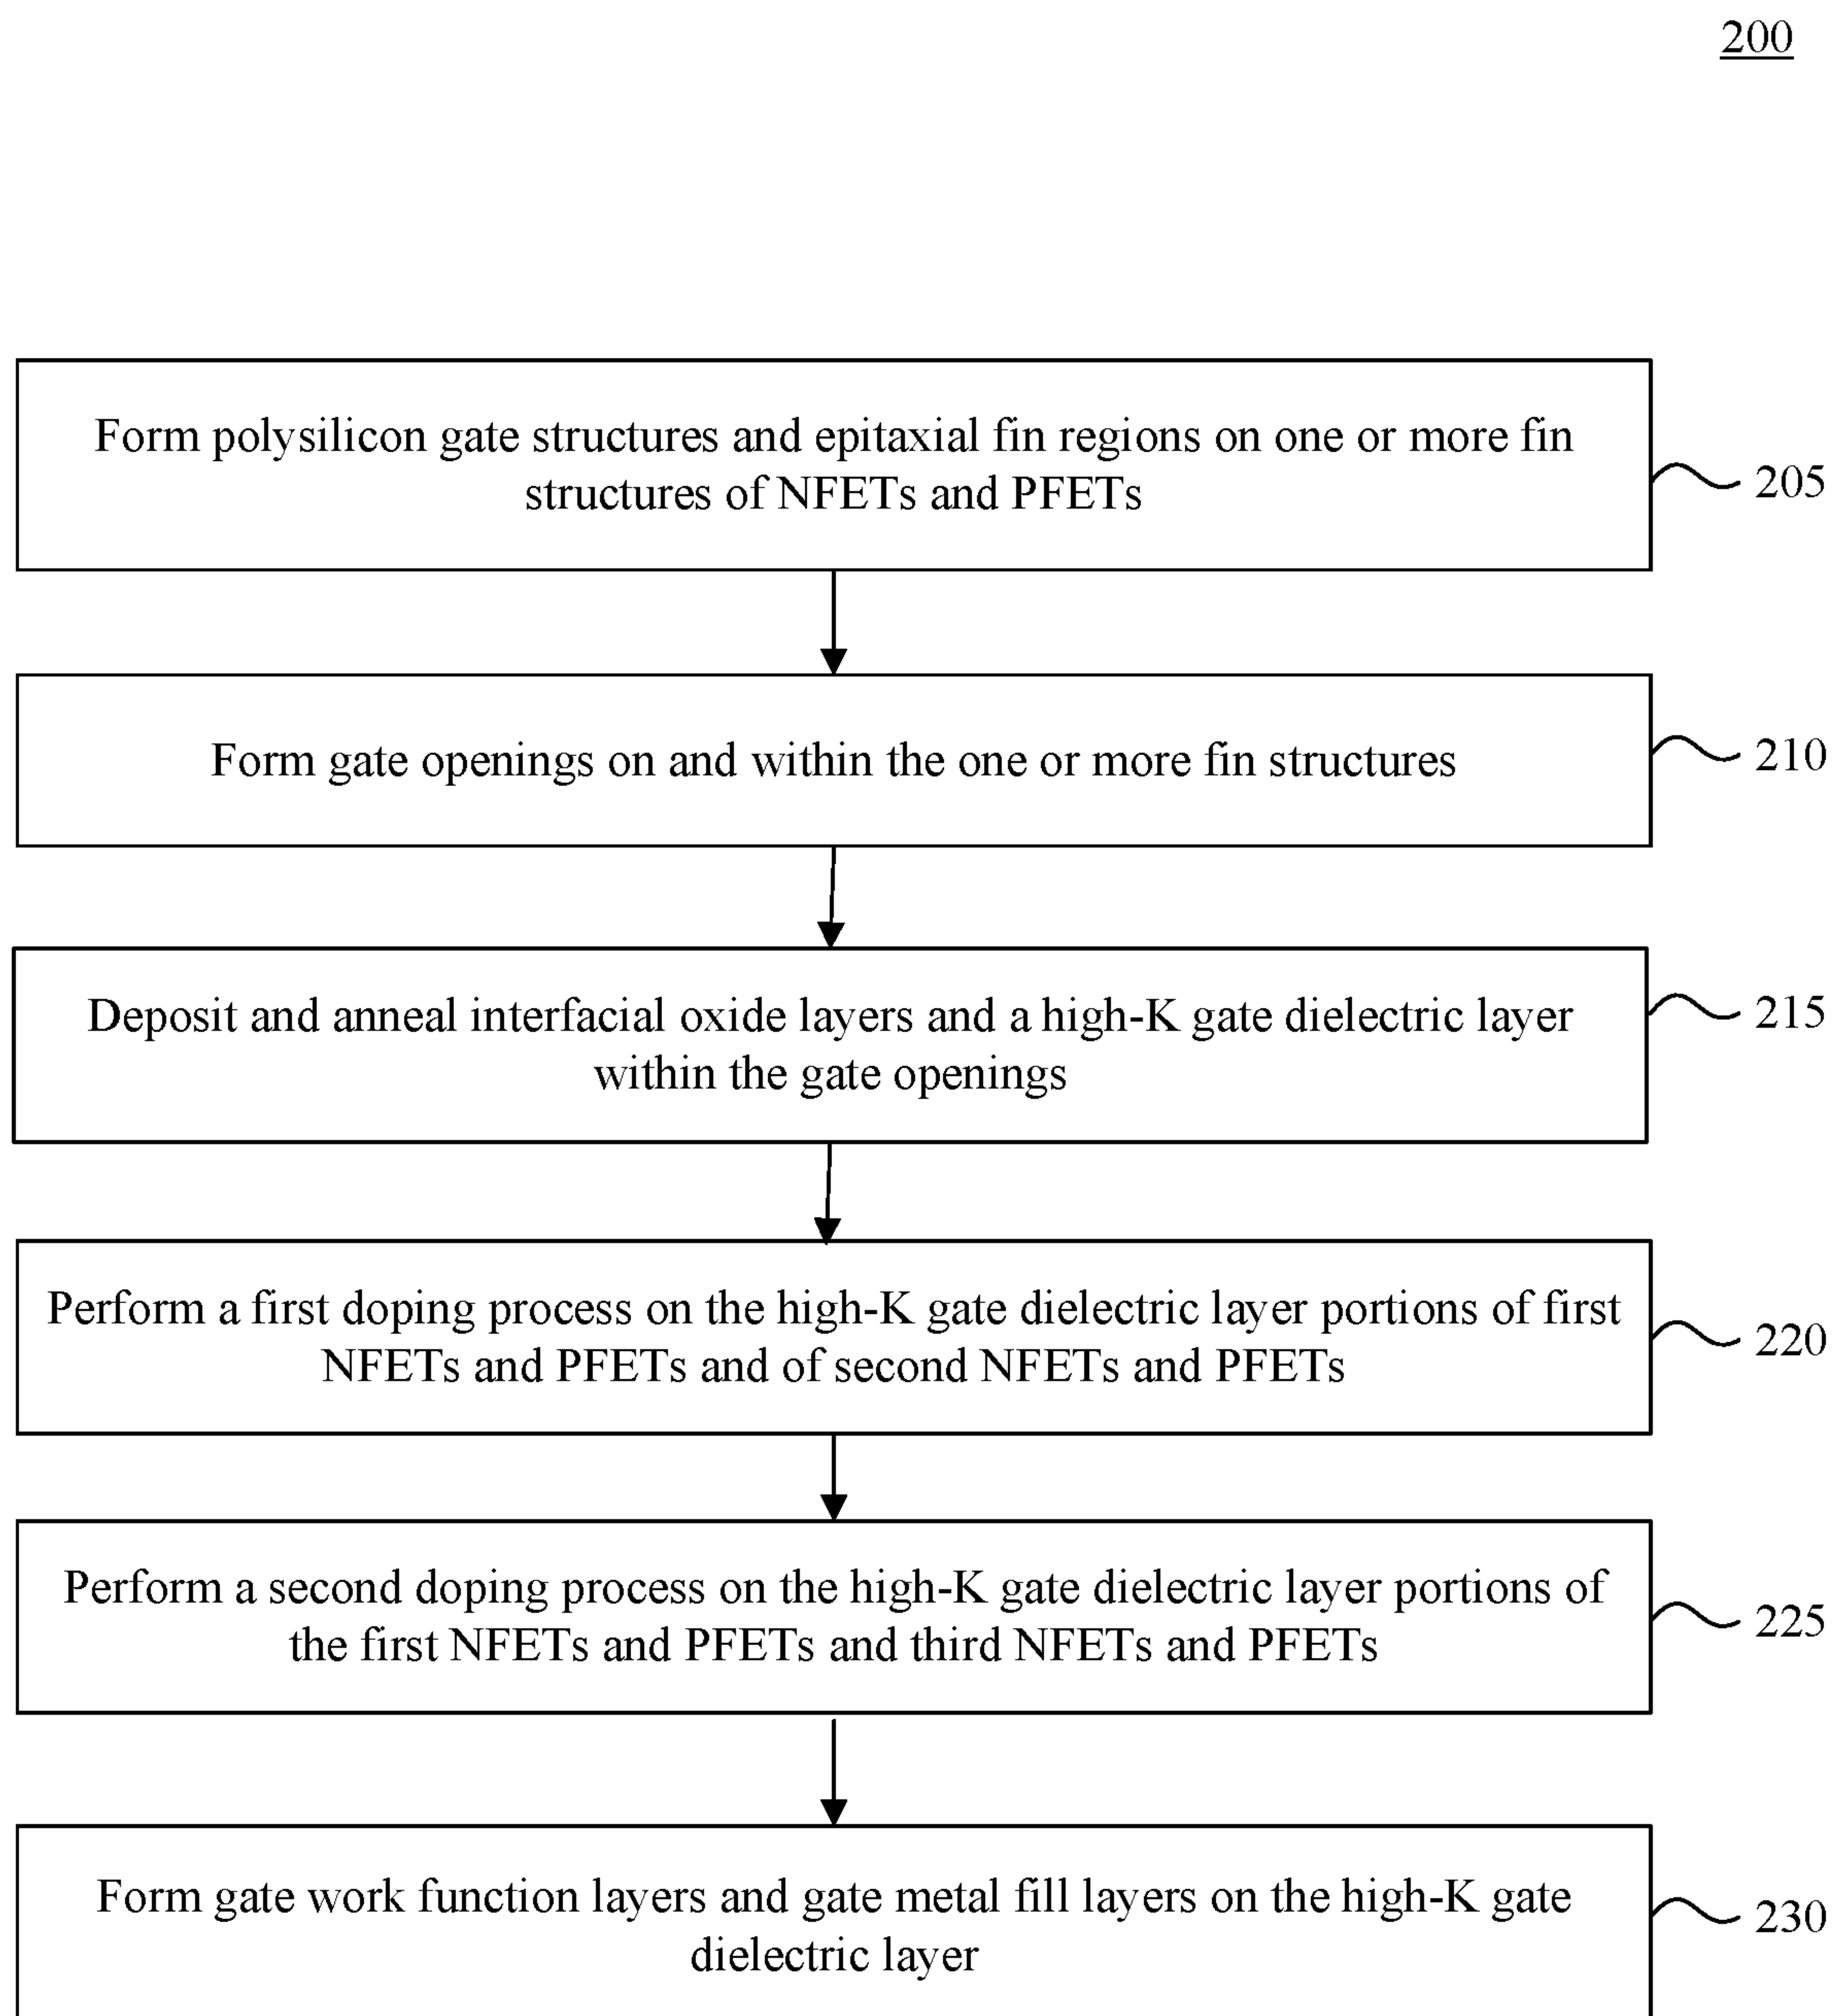 200
Form polysilicon gate structures and epitaxial fin regions on one or more fin
structures of NFETs and PFETs
205
Form gate openings on and within the one or more fin structures
210
Deposit and anneal interfacial oxide layers and a high-K gate dielectric layer
within the gate openings
215
Perform a first doping process on the high-K gate dielectric layer portions of first
NFETs and PFETs and of second NFETs and PFETs
220
Perform a second doping process on the high-K gate dielectric layer portions of
the first NFETs and PFETs and third NFETs and PFETs
225
Form gate work function layers and gate metal fill layers on the high-K gate
dielectric layer
230